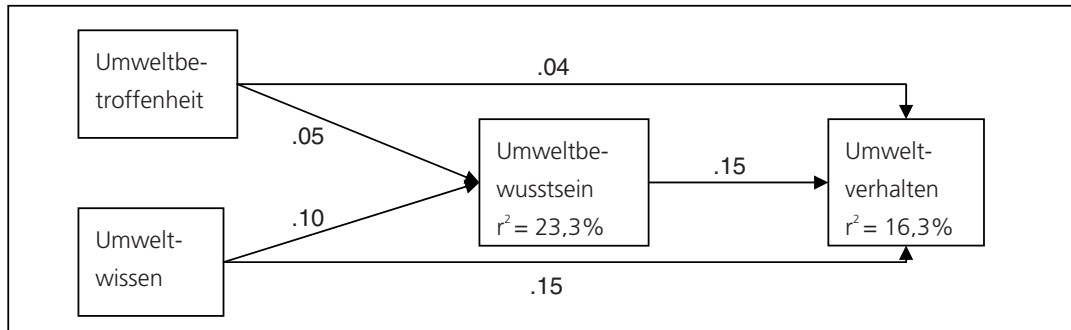 Umweltbe-
troffenheit
.04
.05
Umweltbe-
wusstsein
r² = 23,3%
.15
Umwelt-
verhalten
r² = 16,3%
.10
Umwelt-
wissen
.15